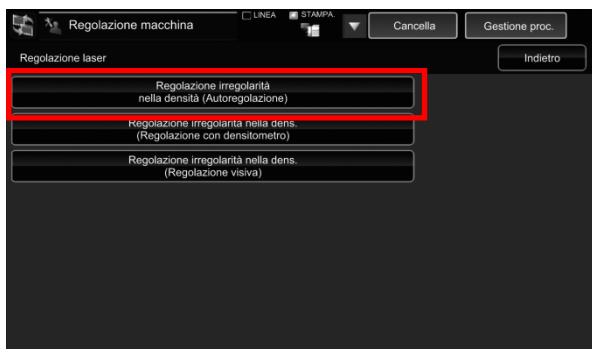 Regolazione macchina
LINEA
STAMPA.
Cancella
Gestione proc.
Regolazione laser
Indietro
Regolazione irregolarità
nella densità (Autoregolazione)
Regolazione irregolarità nella dens.
(Regolazione con densitometro)
Regolazione irregolarità nella dens.
(Regolazione visiva)